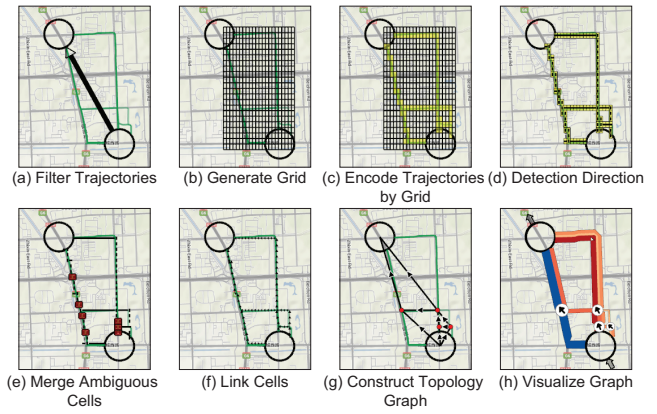 (a) Filter Trajectories
(b) Generate Grid
(c) Encode Trajectories
by Grid
(d) Detection Direction
(e) Merge Ambiguous
Cells
(f) Link Cells
(g) Construct Topology
Graph
(h) Visualize Graph